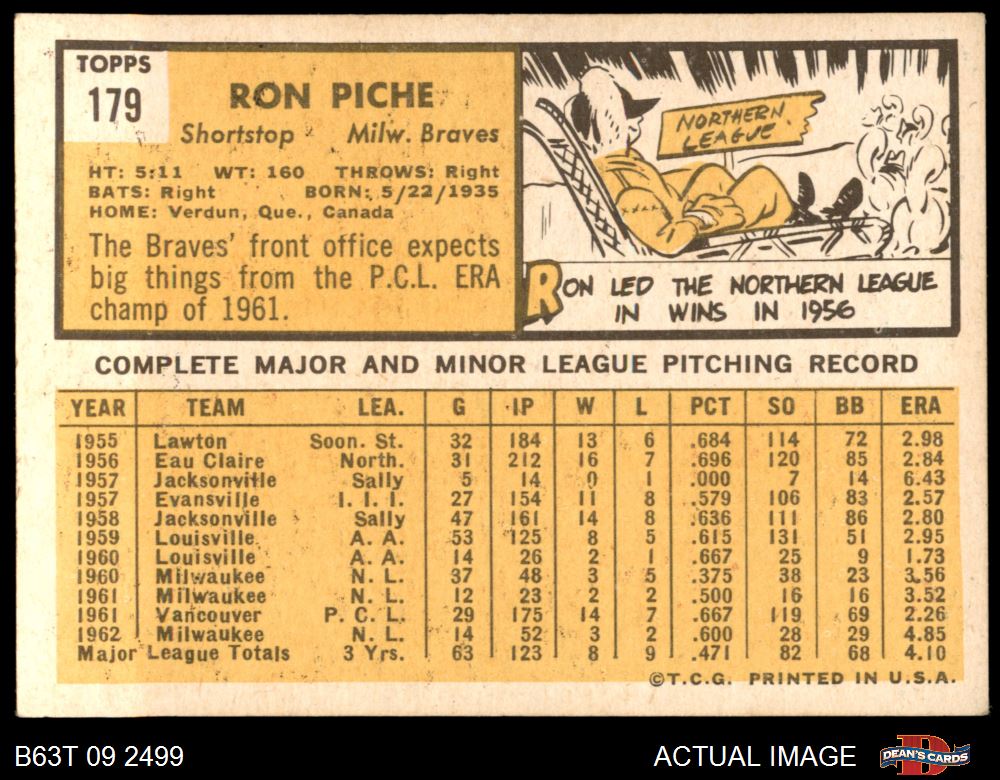 TOPPS
179
RON PICHE
Shortstop Milw. Braves
HT: 5:11 WT: 160 THROWS: Right
BATS: Right BORN: 5/22/1935
HOME: Verdun, Que., Canada
The Braves' front office expects
big things from the P.C.L. ERA
champ of 1961.
NORTHERN
LEAGUE
RON LED THE NORTHERN LEAGUE
IN WINS IN 1956
COMPLETE MAJOR AND MINOR LEAGUE PITCHING RECORD
YEAR TEAM LEA. G IP W L PCT SO BB ERA
1955 Lawton Soon. St. 32 184 13 6 .684 114 72 2.98
1956 Eau Claire North. 31 212 16 7 .696 120 85 2.84
1957 Jacksonville Sally 5 14 0 1 .000 7 14 6.43
1957 Evansville I. I. I. 27 154 11 8 .579 106 83 2.57
1958 Jacksonville Sally 47 161 14 8 .636 111 86 2.80
1959 Louisville A. A. 53 125 8 5 .615 131 51 2.95
1960 Louisville A. A. 14 26 2 1 .667 25 9 1.73
1960 Milwaukee N. L. 37 48 3 5 .375 38 23 3.56
1961 Milwaukee N. L. 12 23 2 2 .500 16 16 3.52
1961 Vancouver P. C. L. 29 175 14 7 .667 119 69 2.26
1962 Milwaukee N. L. 14 52 3 2 .600 28 29 4.85
Major League Totals 3 Yrs. 63 123 8 9 .471 82 68 4.10
©T.C.G. PRINTED IN U.S.A.
B63T 09 2499 ACTUAL IMAGE DEAN'S CARDS